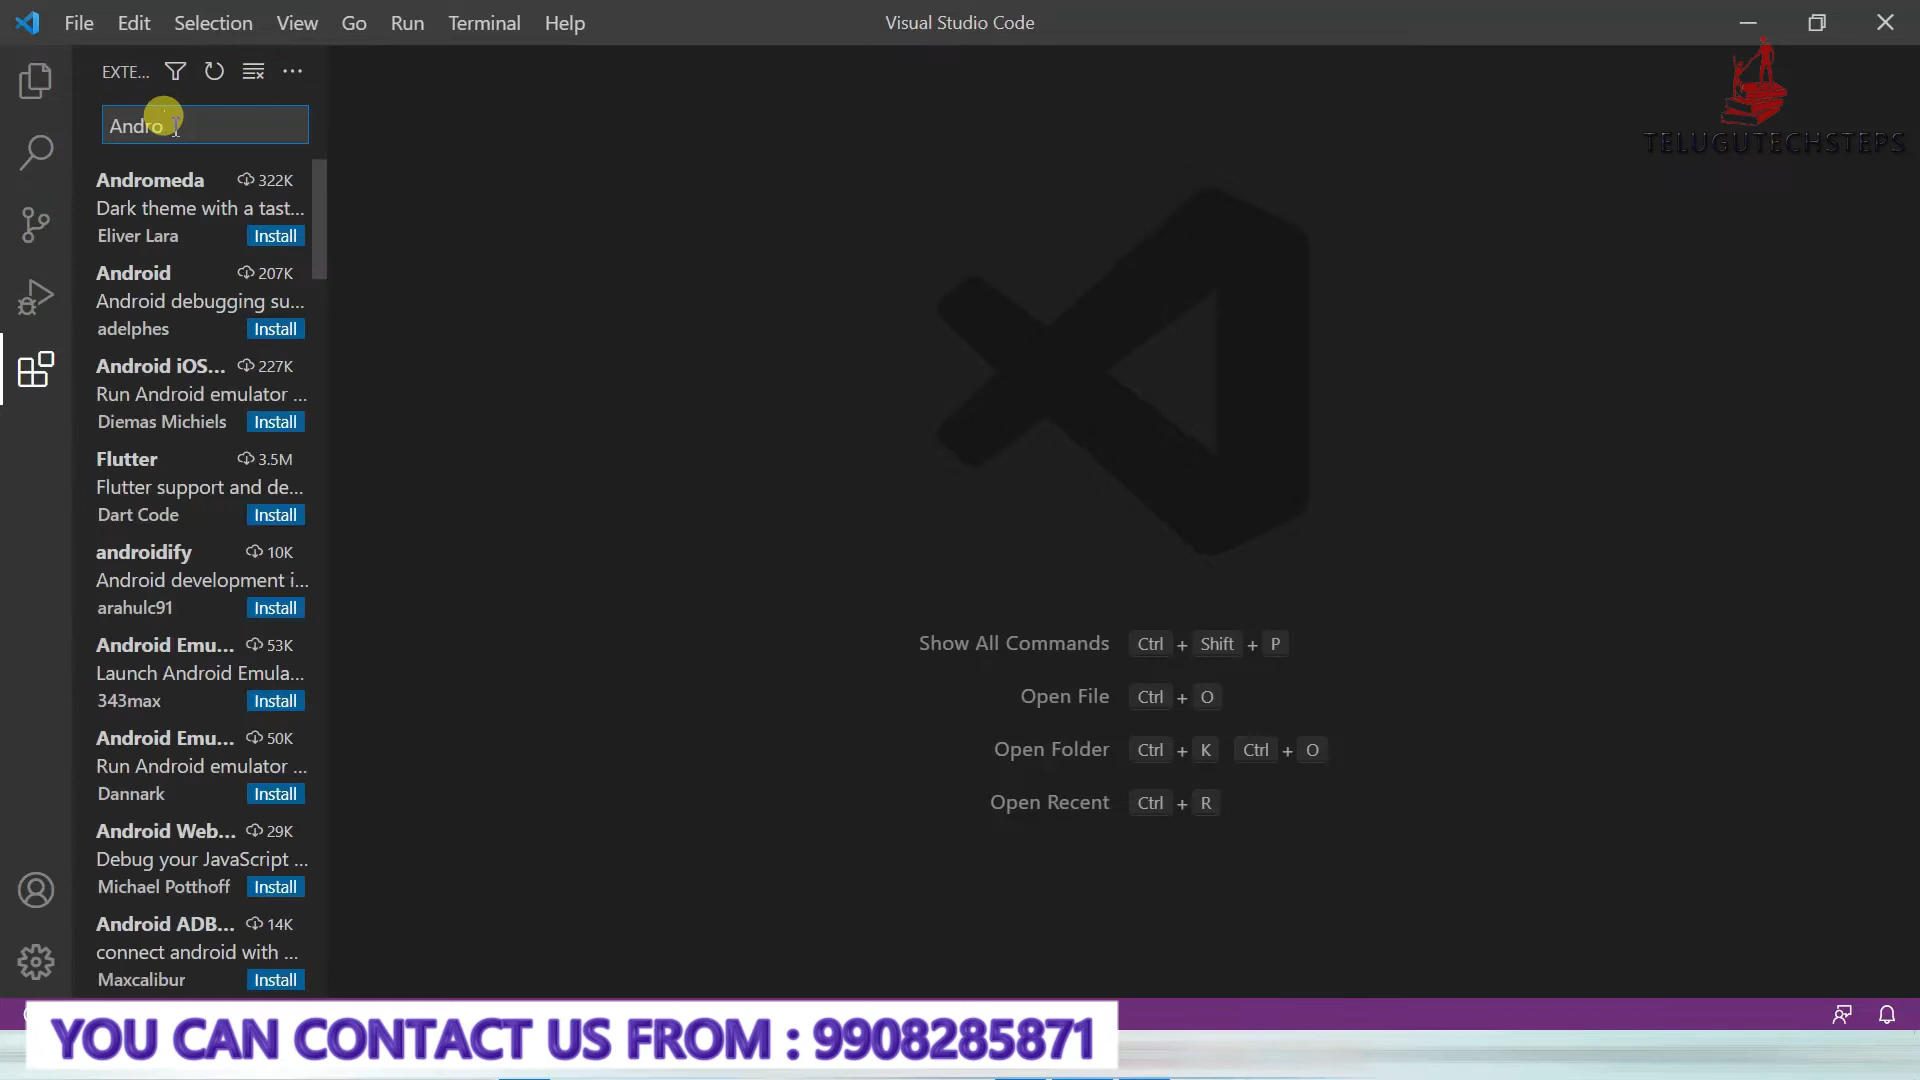 File Edit Selection View Go Run Terminal Help
Visual Studio Code
EXTE...
TELUGUTECHSTEPS
Andro
Andromeda 322K
Dark theme with a tast...
Eliver Lara Install
Android 207K
Android debugging su...
adelphes Install
Android iOS... 227K
Run Android emulator ...
Diemas Michiels Install
Flutter 3.5M
Flutter support and de...
Dart Code Install
androidify 10K
Android development i...
arahulc91 Install
Android Emu... 53K
Launch Android Emula...
343max Install
Android Emu... 50K
Run Android emulator ...
Dannark Install
Android Web... 29K
Debug your JavaScript ...
Michael Potthoff Install
Android ADB... 14K
connect android with ...
Maxcalibur Install
Show All Commands Ctrl + Shift + P
Open File Ctrl + O
Open Folder Ctrl + K Ctrl + O
Open Recent Ctrl + R
YOU CAN CONTACT US FROM : 9908285871